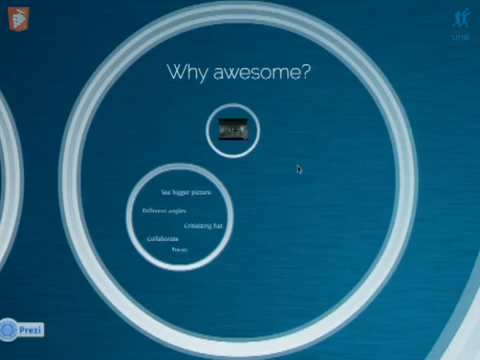 Why awesome?
See bigger picture
Different angles
Criticizing hat
Collaborate
Focus
Prezi